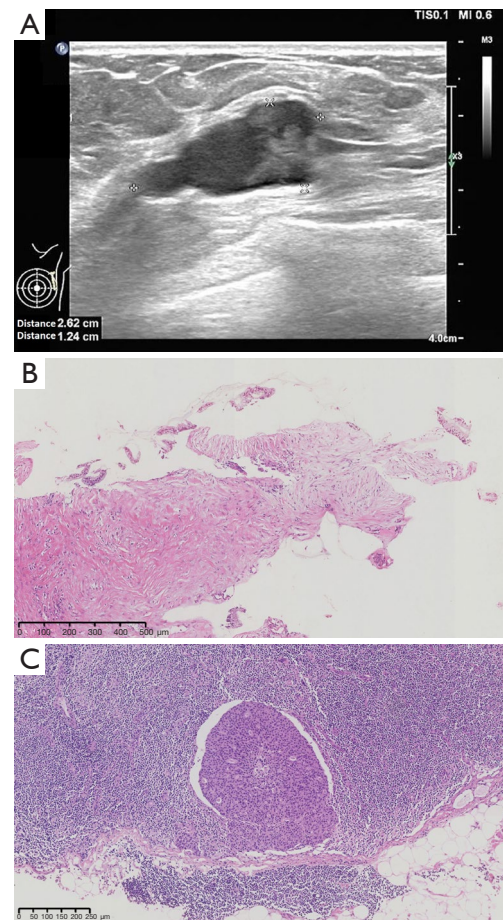 A
TIS0.1 MI 0.6
P
M3
x3
Distance 2.62 cm
Distance 1.24 cm
4.0cm
B
0 100 200 300 400 500 µm
C
0 50 100 150 200 250 µm